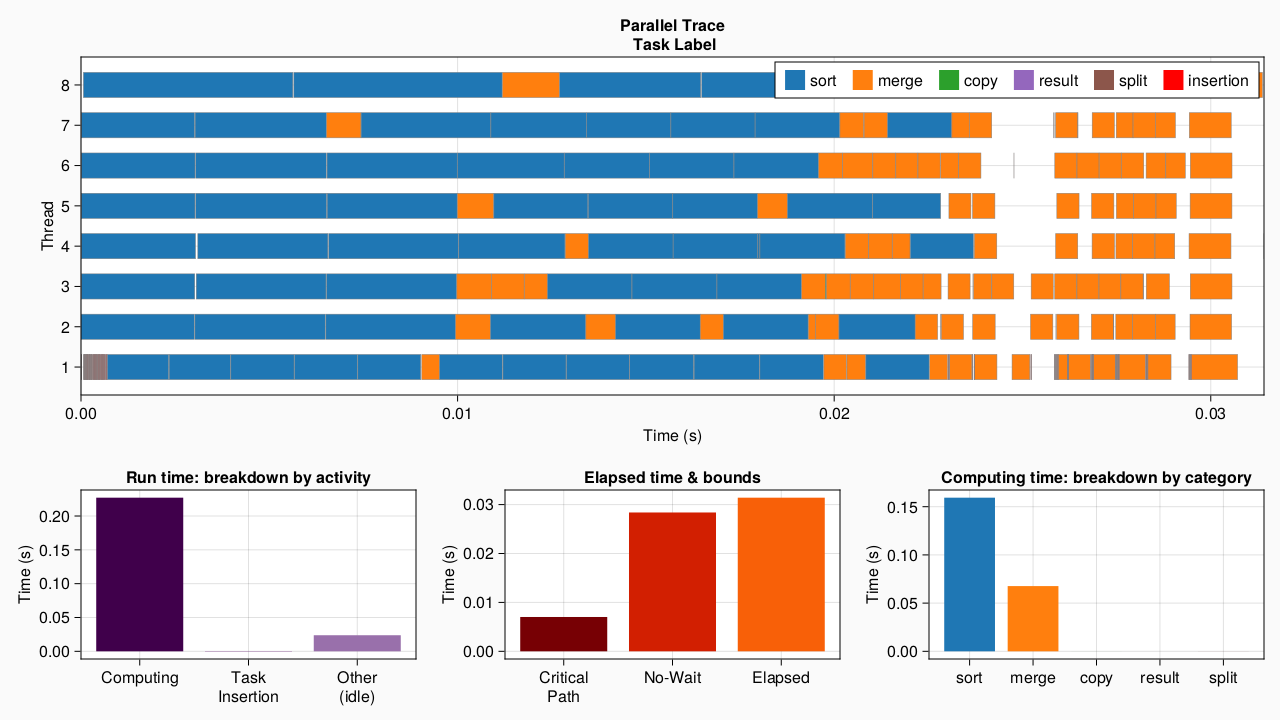 Parallel Trace
Task Label
sort merge copy result split insertion
Thread
8
7
6
5
4
3
2
1
0.00 0.01 0.02 0.03
Time (s)
Run time: breakdown by activity
Time (s)
0.20
0.15
0.10
0.05
0.00
Computing Task Insertion Other (idle)
Elapsed time & bounds
Time (s)
0.03
0.02
0.01
0.00
Critical Path No-Wait Elapsed
Computing time: breakdown by category
Time (s)
0.15
0.10
0.05
0.00
sort merge copy result split